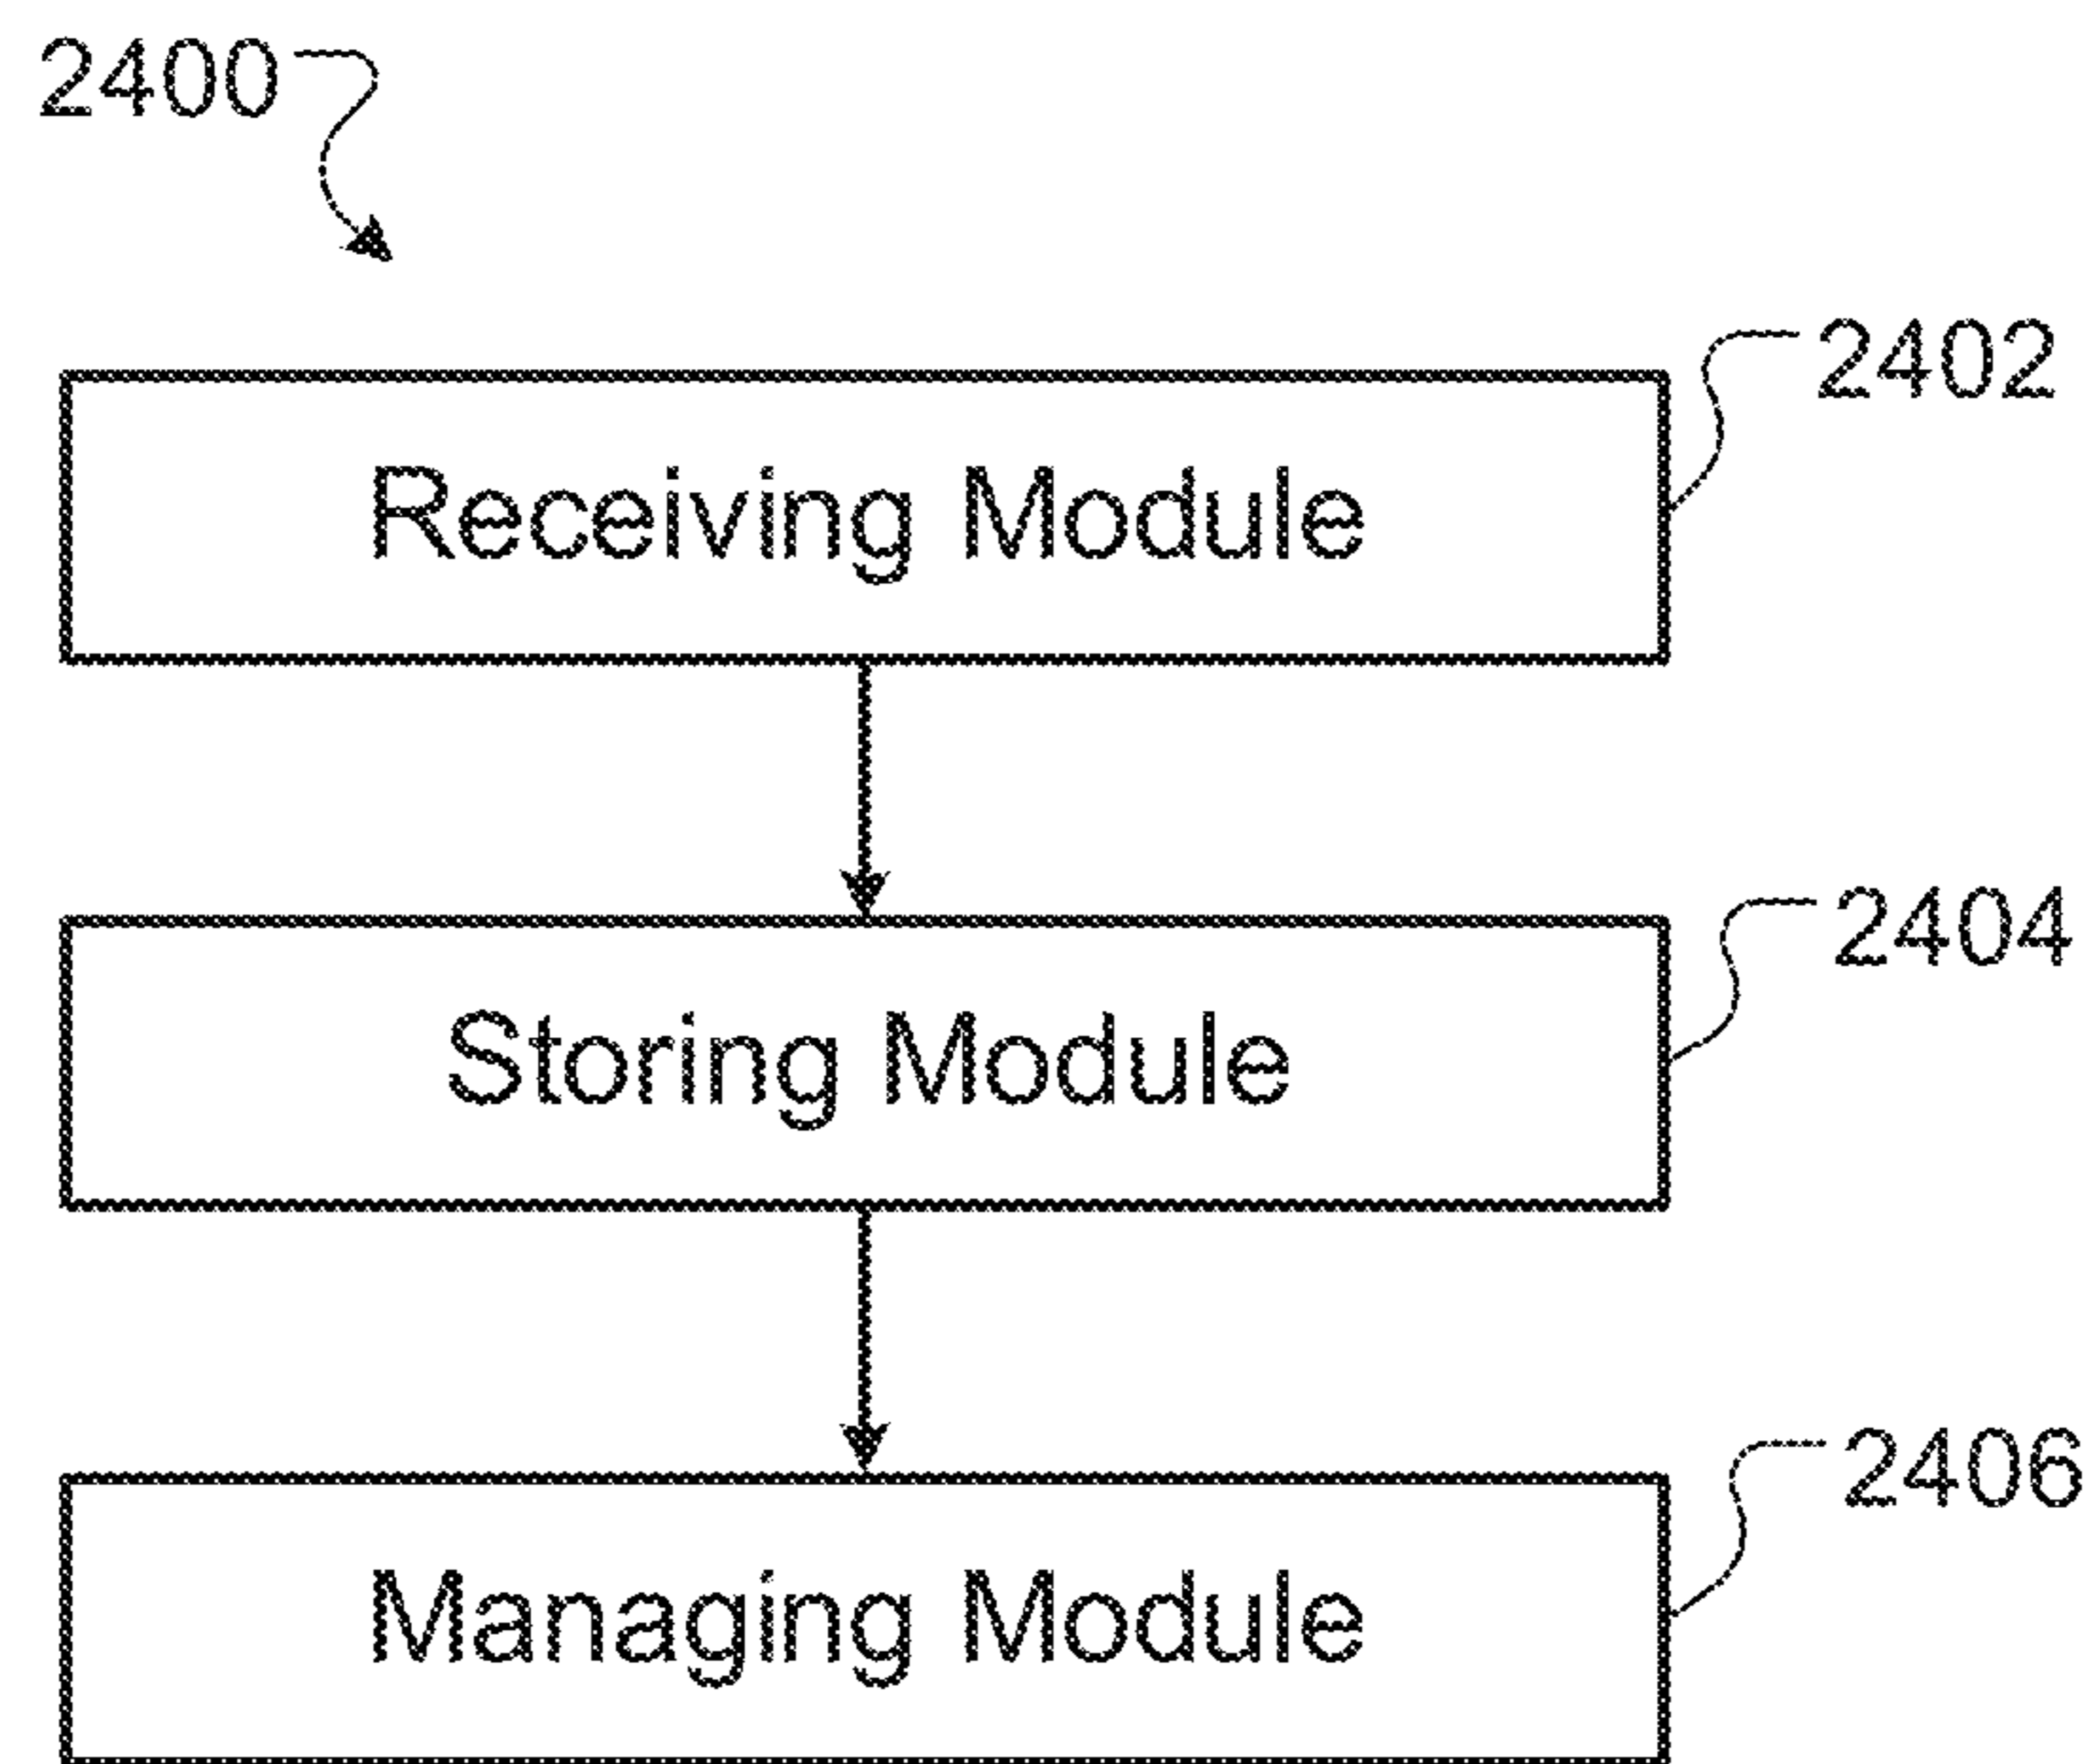 2400
2402
Receiving Module
2404
Storing Module
2406
Managing Module